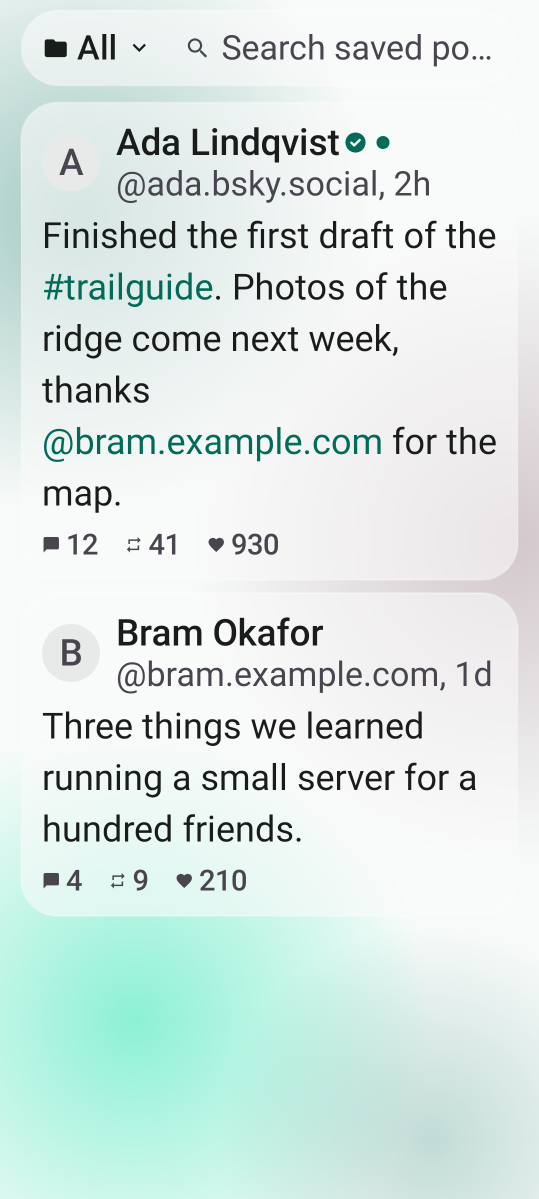 All
Search saved po...
A
Ada Lindqvist
@ada.bsky.social, 2h
Finished the first draft of the
#trailguide. Photos of the
ridge come next week,
thanks
@bram.example.com for the
map.
12 41 930
B
Bram Okafor
@bram.example.com, 1d
Three things we learned
running a small server for a
hundred friends.
4 9 210